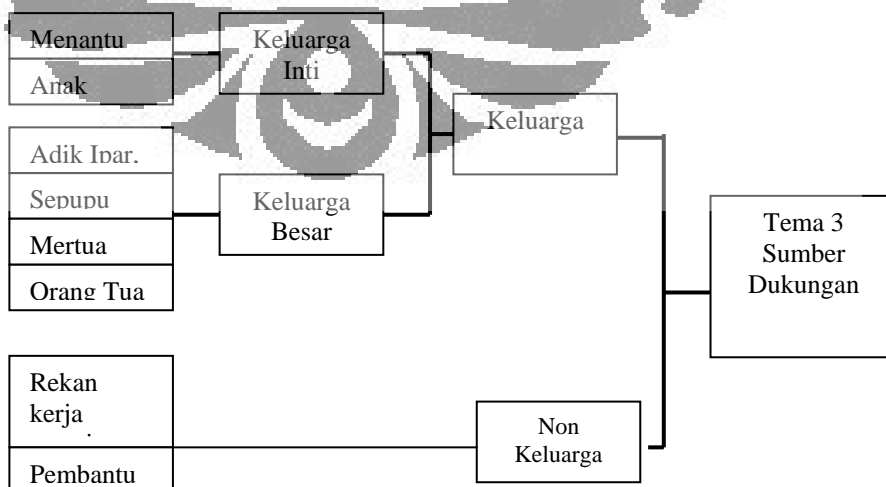 Menantu
Anak
Adik Ipar.
Sepupu
Mertua
Orang Tua
Rekan
kerja
Pembantu
Keluarga
Inti
Keluarga
Besar
Keluarga
Non
Keluarga
Tema 3
Sumber
Dukungan